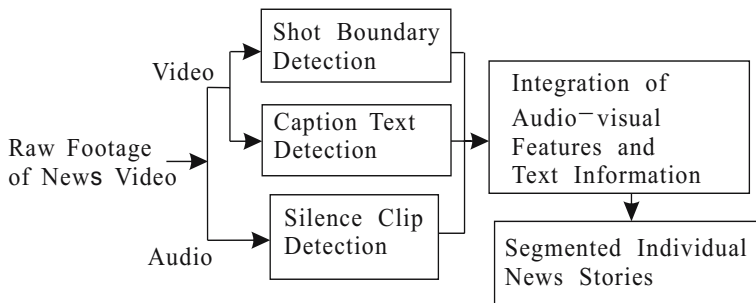 Raw Footage
of News Video
Video
Audio
Shot Boundary
Detection
Caption Text
Detection
Silence Clip
Detection
Integration of
Audio-visual
Features and
Text Information
Segmented Individual
News Stories